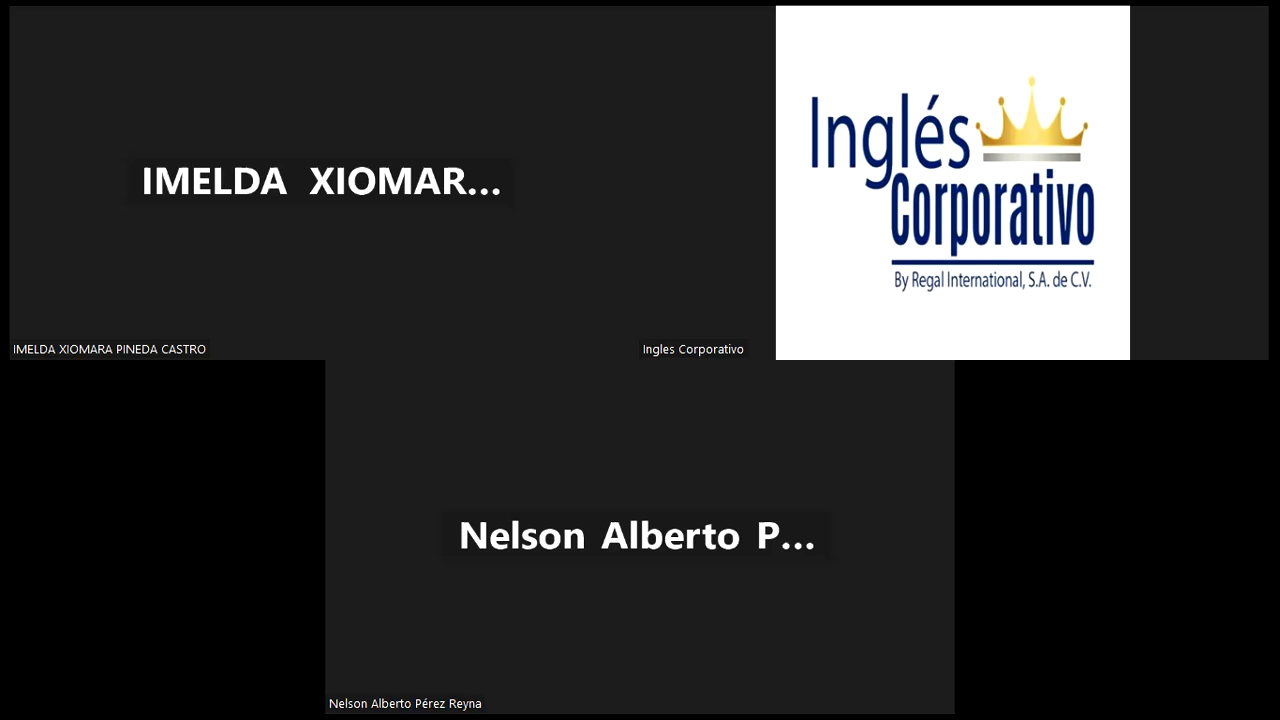 IMELDA XIOMAR...
IMELDA XIOMARA PINEDA CASTRO
Inglés
Corporativo
By Regal International, S.A. de C.V.
Ingles Corporativo
Nelson Alberto P...
Nelson Alberto Pérez Reyna